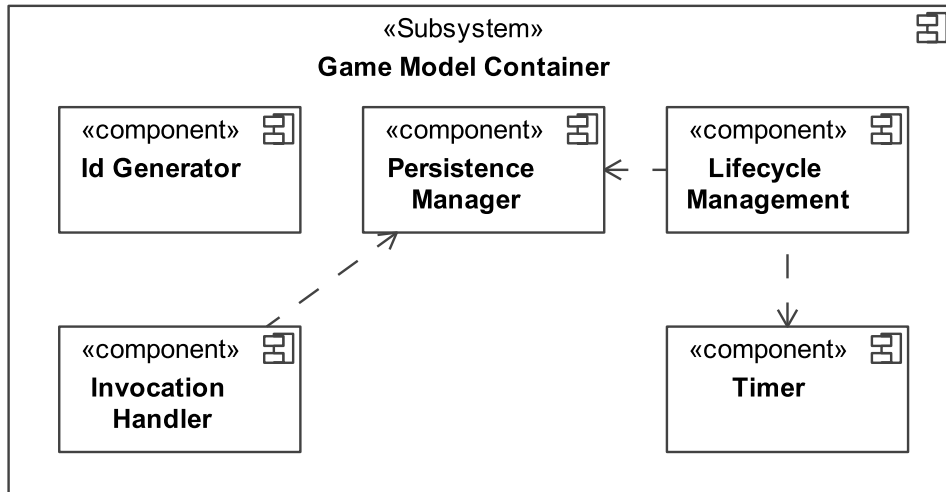 «Subsystem»
Game Model Container
«component»
Id Generator
«component»
Persistence
Manager
«component»
Lifecycle
Management
«component»
Invocation
Handler
«component»
Timer